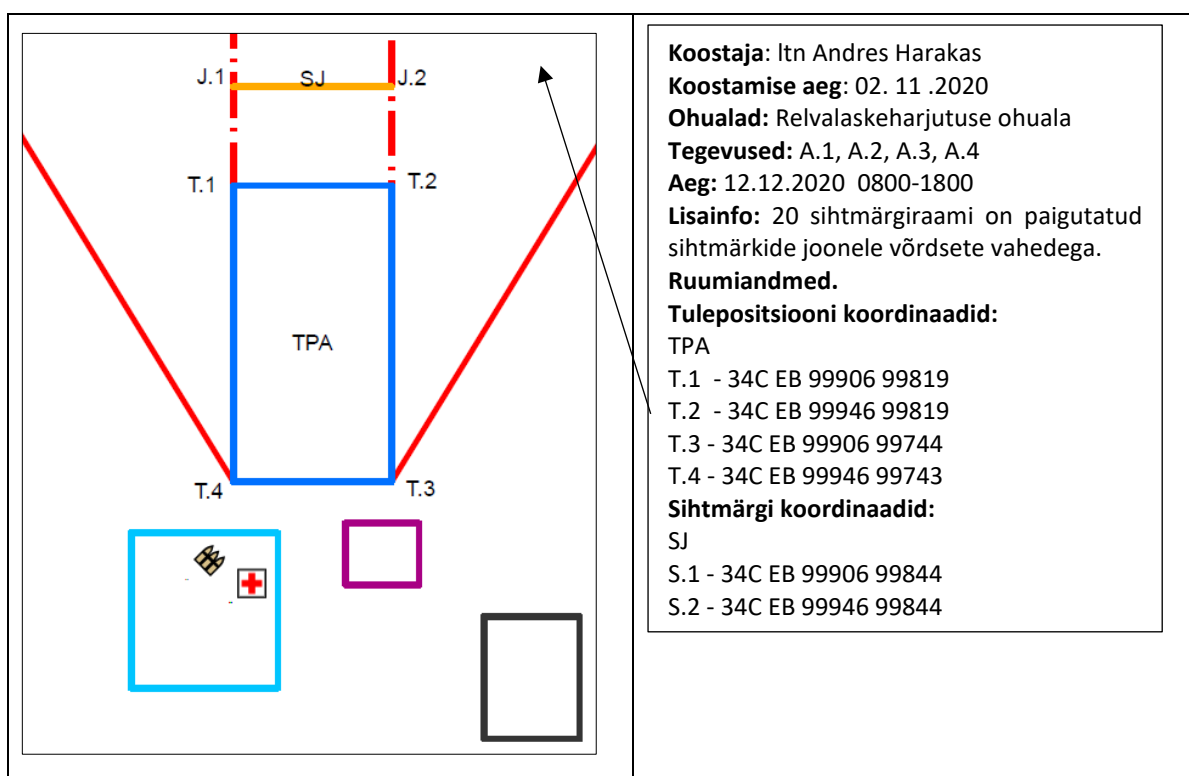 J.1 SJ J.2
T.1 T.2
TPA
T.4 T.3
Koostaja: ltn Andres Harakas
Koostamise aeg: 02. 11 .2020
Ohualad: Relvalaskeharjutuse ohuala
Tegevused: A.1, A.2, A.3, A.4
Aeg: 12.12.2020 0800-1800
Lisainfo: 20 sihtmärgiraami on paigutatud
sihtmärkide joonele võrdsete vahedega.
Ruumiandmed.
Tulepositsiooni koordinaadid:
TPA
T.1 - 34C EB 99906 99819
T.2 - 34C EB 99946 99819
T.3 - 34C EB 99906 99744
T.4 - 34C EB 99946 99743
Sihtmärgi koordinaadid:
SJ
S.1 - 34C EB 99906 99844
S.2 - 34C EB 99946 99844